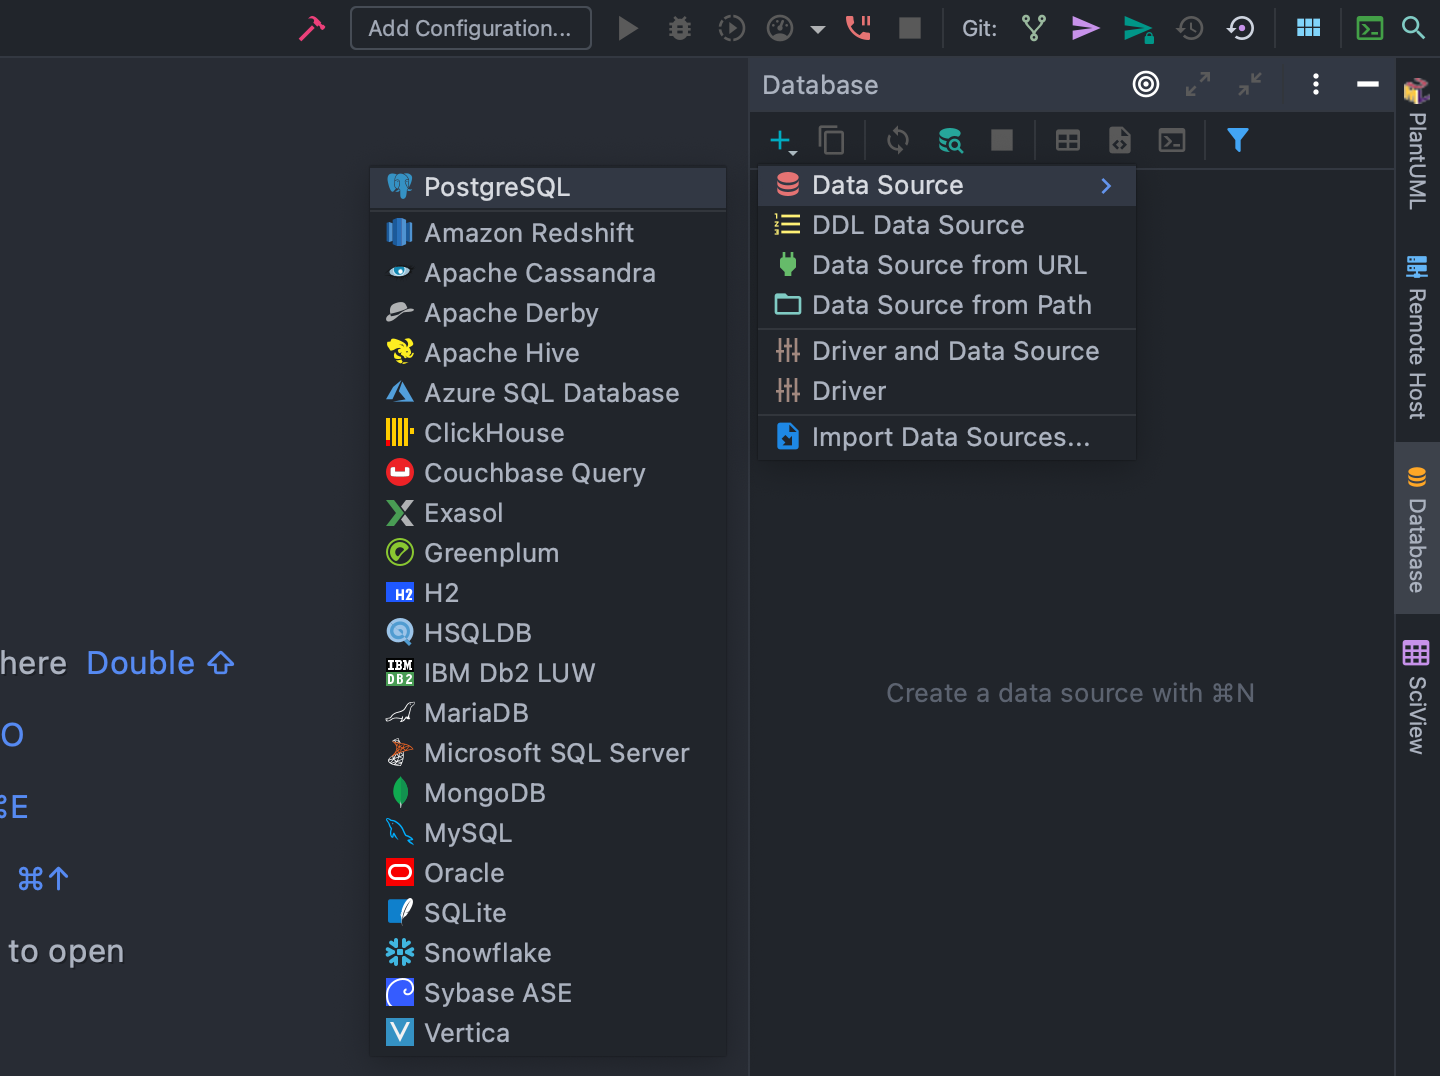 Add Configuration...
Git:
Database
PostgreSQL
Amazon Redshift
Apache Cassandra
Apache Derby
Apache Hive
Azure SQL Database
ClickHouse
Couchbase Query
Exasol
Greenplum
H2
H2
HSQLDB
IBM
DB2
IBM Db2 LUW
MariaDB
Microsoft SQL Server
MongoDB
MySQL
Oracle
SQLite
Snowflake
Sybase ASE
Vertica
Data Source
DDL Data Source
Data Source from URL
Data Source from Path
Driver and Data Source
Driver
Import Data Sources...
here Double ⇧
O
⌘E
⌘↑
to open
Create a data source with ⌘N
PlantUML
Remote Host
Database
SciView